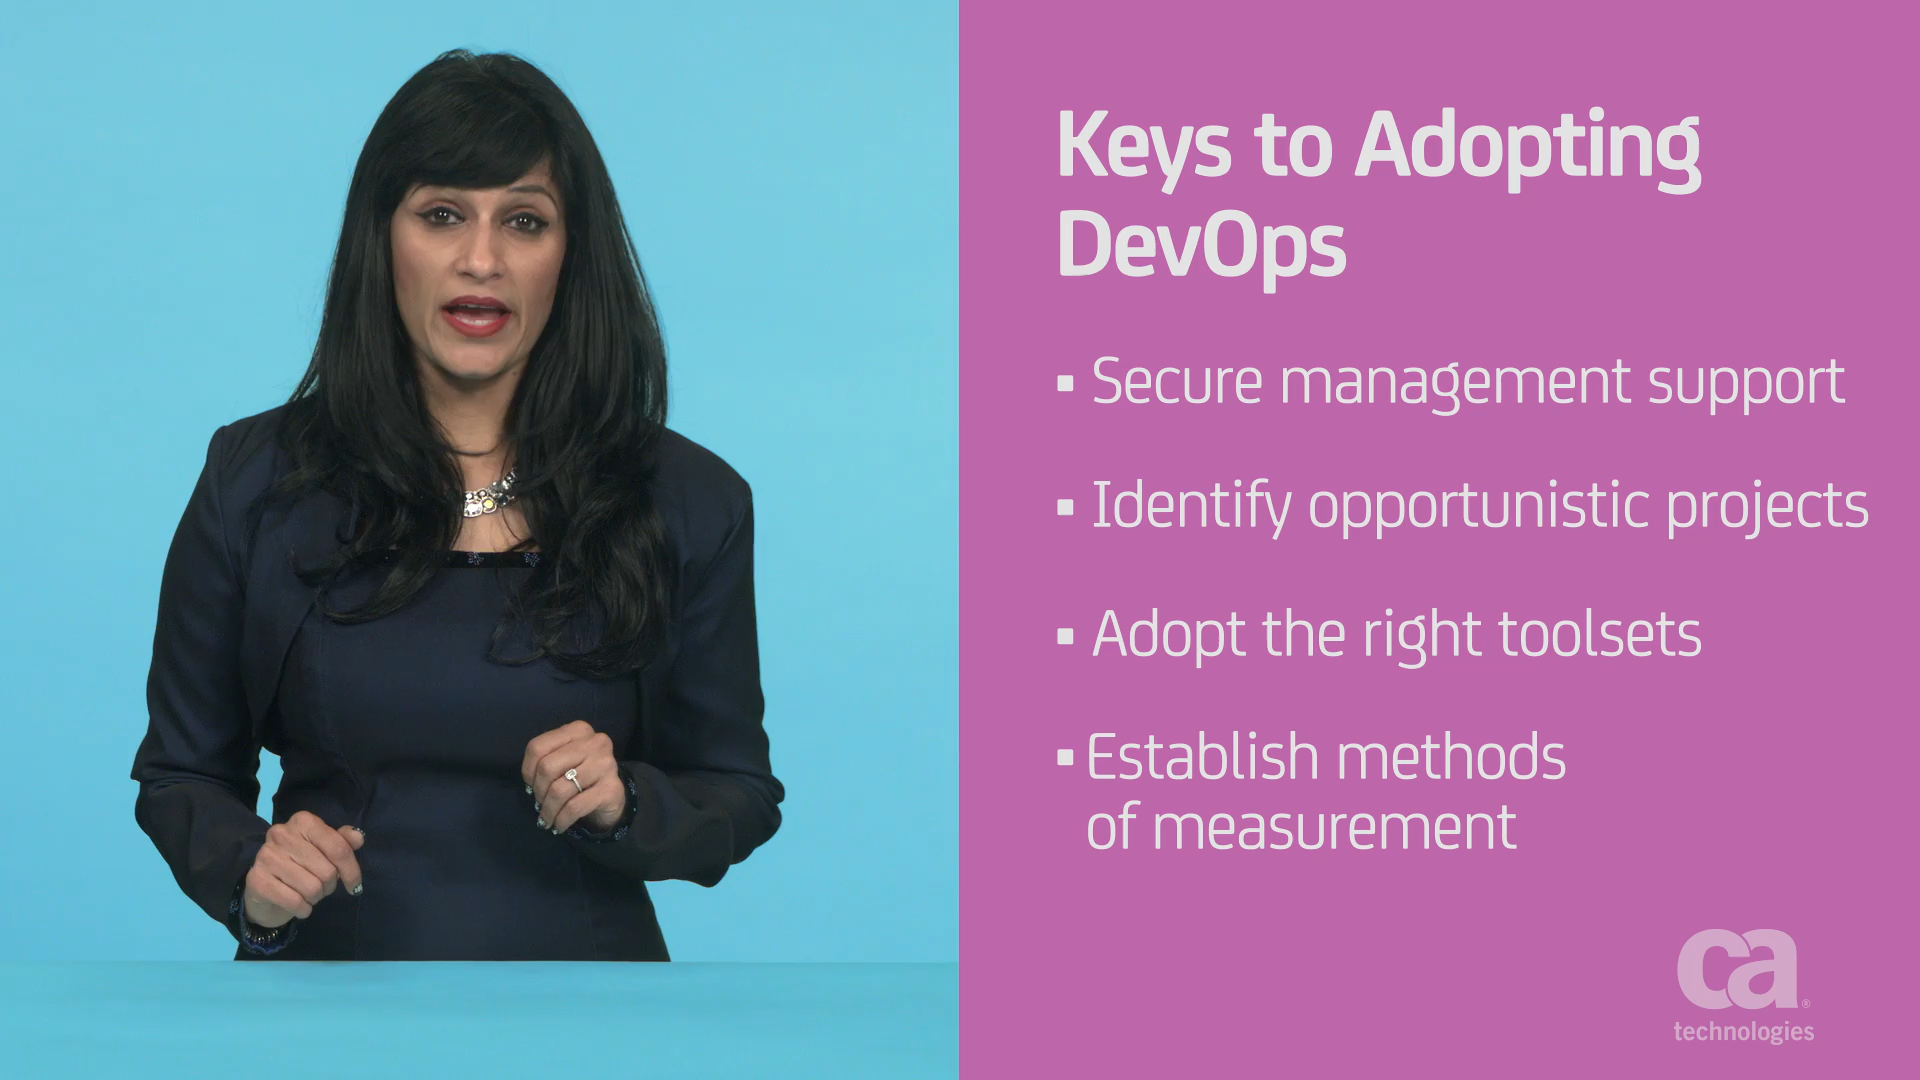 Keys to Adopting
DevOps
▪ Secure management support
▪ Identify opportunistic projects
▪ Adopt the right toolsets
▪ Establish methods
of measurement
ca®
technologies